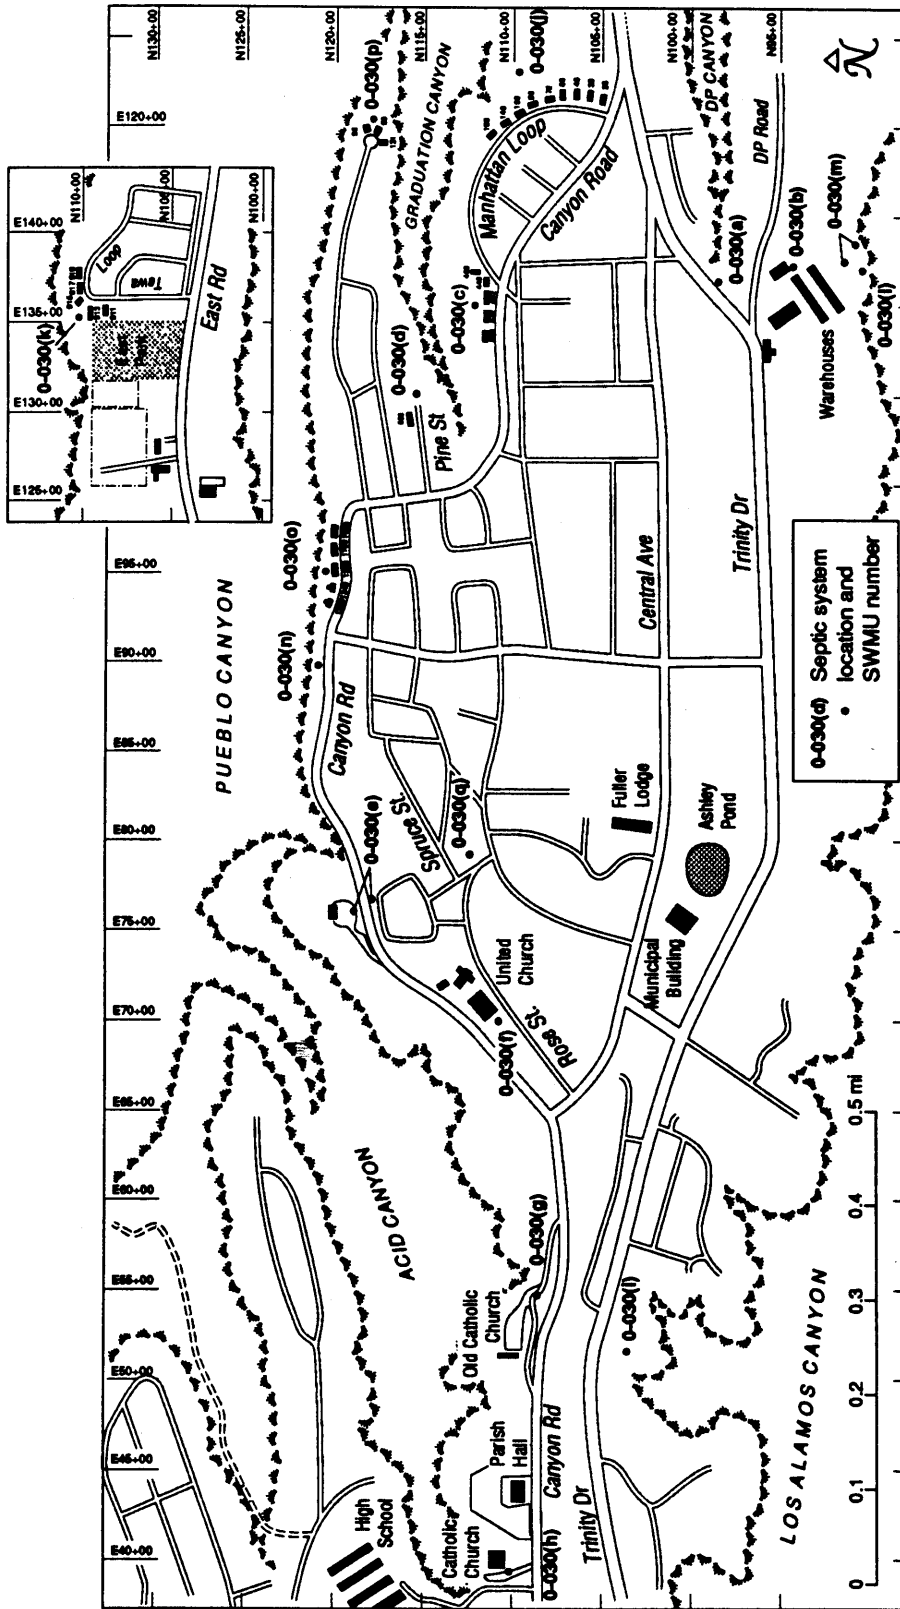 E140+00
E135+00
E130+00
E125+00
N110+00
N105+00
N100+00
0-030(k)
East
Park
Loop
Tewa
East Rd
N130+00
N125+00
N120+00
N115+00
N110+00
N105+00
N100+00
N95+00
E120+00
E95+00
E90+00
E85+00
E80+00
E75+00
E70+00
E65+00
E60+00
E55+00
E50+00
E45+00
E40+00
PUEBLO CANYON
ACID CANYON
GRADUATION CANYON
DP CANYON
LOS ALAMOS CANYON
0-030(p)
0-030(j)
0-030(d)
0-030(c)
0-030(a)
0-030(b)
0-030(m)
0-030(l)
0-030(o)
0-030(n)
0-030(e)
0-030(q)
0-030(f)
0-030(g)
0-030(i)
0-030(h)
Manhattan Loop
Canyon Road
DP Road
Pine St
Central Ave
Trinity Dr
Warehouses
Canyon Rd
Spruce St.
Fuller
Lodge
Ashley
Pond
Municipal
Building
United
Church
Rose St.
Old Catholic
Church
Parish
Hall
Canyon Rd
Trinity Dr
Catholic
Church
High
School
N
0-030(d) Septic system
location and
SWMU number
0
0.1
0.2
0.3
0.4
0.5 mi